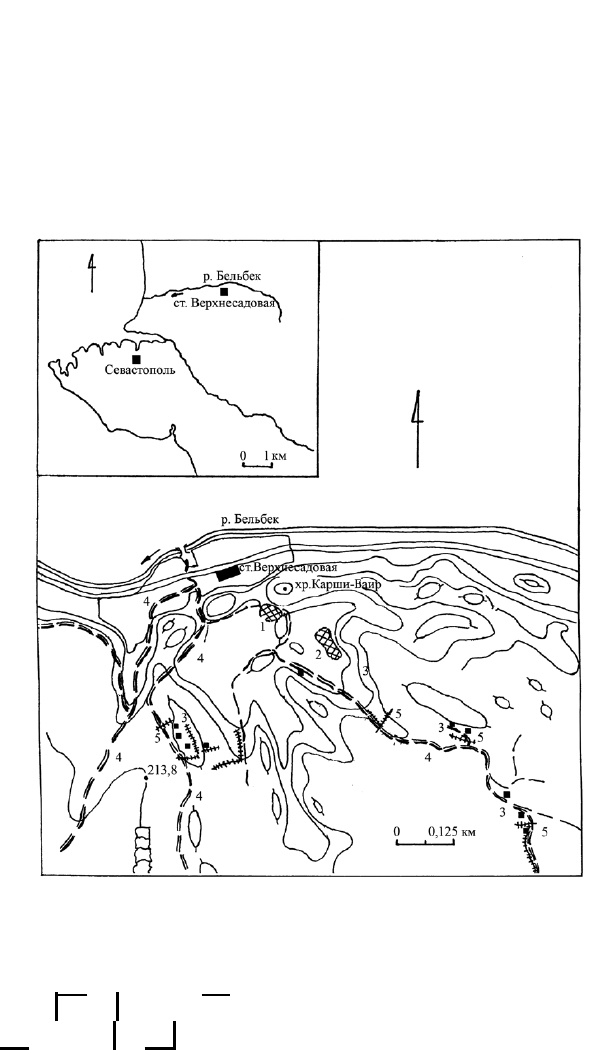 р. Бельбек
ст. Верхнесадовая
Севастополь
0 1 км
р. Бельбек
ст.Верхнесадовая
хр.Карши-Баир
4
1
4
2
3
3
5
5
3
5
4
4
213,8
4
3
5
0 0,125 км